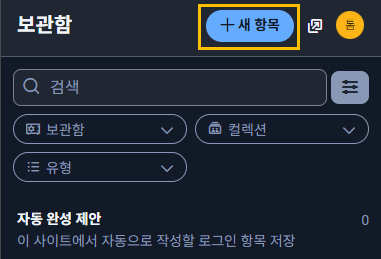 보관함
새 항목
톰
검색
보관함
컬렉션
유형
자동 완성 제안
0
이 사이트에서 자동으로 작성할 로그인 항목 저장